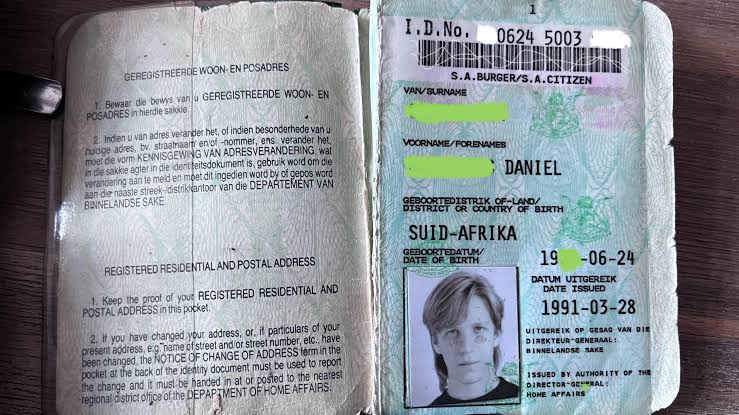 GEREGISTREERDE WOON- EN POSADRES
1. Bewaar die bewys van u GEREGISTREERDE WOON- EN
POSADRES in hierdie sakkie.
2. Indien u van adres verander het, of indien besonderhede van u
huidige adres, bv. straatnaam en/of -nommer, ens. verander het,
moet die vorm KENNISGEWING VAN ADRESVERANDERING, wat
in die sakkie agter in die identiteitsdokument is, gebruik word om die
verandering aan te meld en moet dit ingedien word by of gepos word
aan die naaste streek-/distrikkantoor van die DEPARTEMENT VAN
BINNELANDSE SAKE.
REGISTERED RESIDENTIAL AND POSTAL ADDRESS
1. Keep the proof of your REGISTERED RESIDENTIAL AND
POSTAL ADDRESS in this pocket.
2. If you have changed your address, or, if particulars of your
present address, e.g. name of street and/or street number, etc., have
been changed, the NOTICE OF CHANGE OF ADDRESS form in the
pocket at the back of the identity document must be used to report
the change and it must be handed in at or posted to the nearest
regional/district office of the DEPARTMENT OF HOME AFFAIRS.
1
I.D.No. 0624 5003
S.A.BURGER/S.A.CITIZEN
VAN/SURNAME
VOORNAME/FORENAMES
DANIEL
GEBOORTEDISTRIK OF-LAND/
DISTRICT OR COUNTRY OF BIRTH
SUID-AFRIKA
GEBOORTEDATUM/
DATE OF BIRTH
19 -06-24
DATUM UITGEREIK
DATE ISSUED
1991-03-28
UITGEREIK OP GESAG VAN DIE
DIREKTEUR-GENERAAL:
BINNELANDSE SAKE
ISSUED BY AUTHORITY OF THE
DIRECTOR-GENERAL:
HOME AFFAIRS